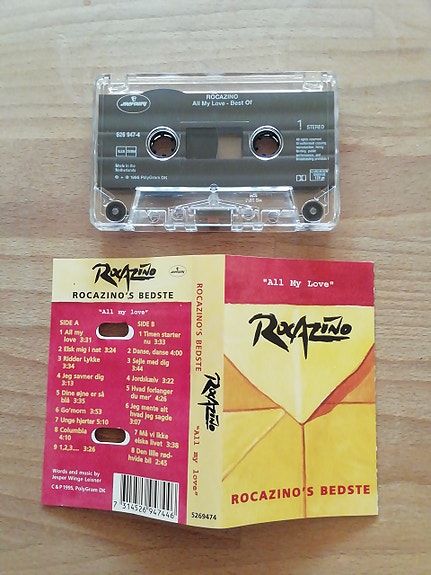 ROCAZINO
All My Love - Best Of
mercury
526 947-4
1 STEREO
Made in the
Netherlands
℗ + © 1995 PolyGram DK
All rights reserved.
ROCAZINO
mercury
ROCAZINO'S BEDSTE
"All my love"
SIDE A
1 All my
love 3:31
2 Elsk mig i nat 3:24
3 Ridder Lykke
3:34
4 Jeg savner dig
3:13
5 Dine øjne er så
blå 3:35
6 Go'morn 3:53
7 Unge hjerter 5:10
8 Columbia
4:10
9 1,2,3.... 3:26
SIDE B
1 Timen starter
nu 3:33
2 Danse, danse 4:00
3 Sejle med dig
3:44
4 Jordskælv 3:22
5 Hvad forlanger
du mer' 4:26
6 Jeg mente alt
hvad jeg sagde
3:07
7 Må vi ikke
elske livet 3:38
8 Den lille rød-
hvide bil 2:45
Words and music by
Jesper Winge Leisner
C & P 1995, PolyGram DK
7 314526 947446
ROCAZINO'S BEDSTE
ROCAZINO
"All my love"
5269474
"All My Love"
ROCAZINO
ROCAZINO'S BEDSTE